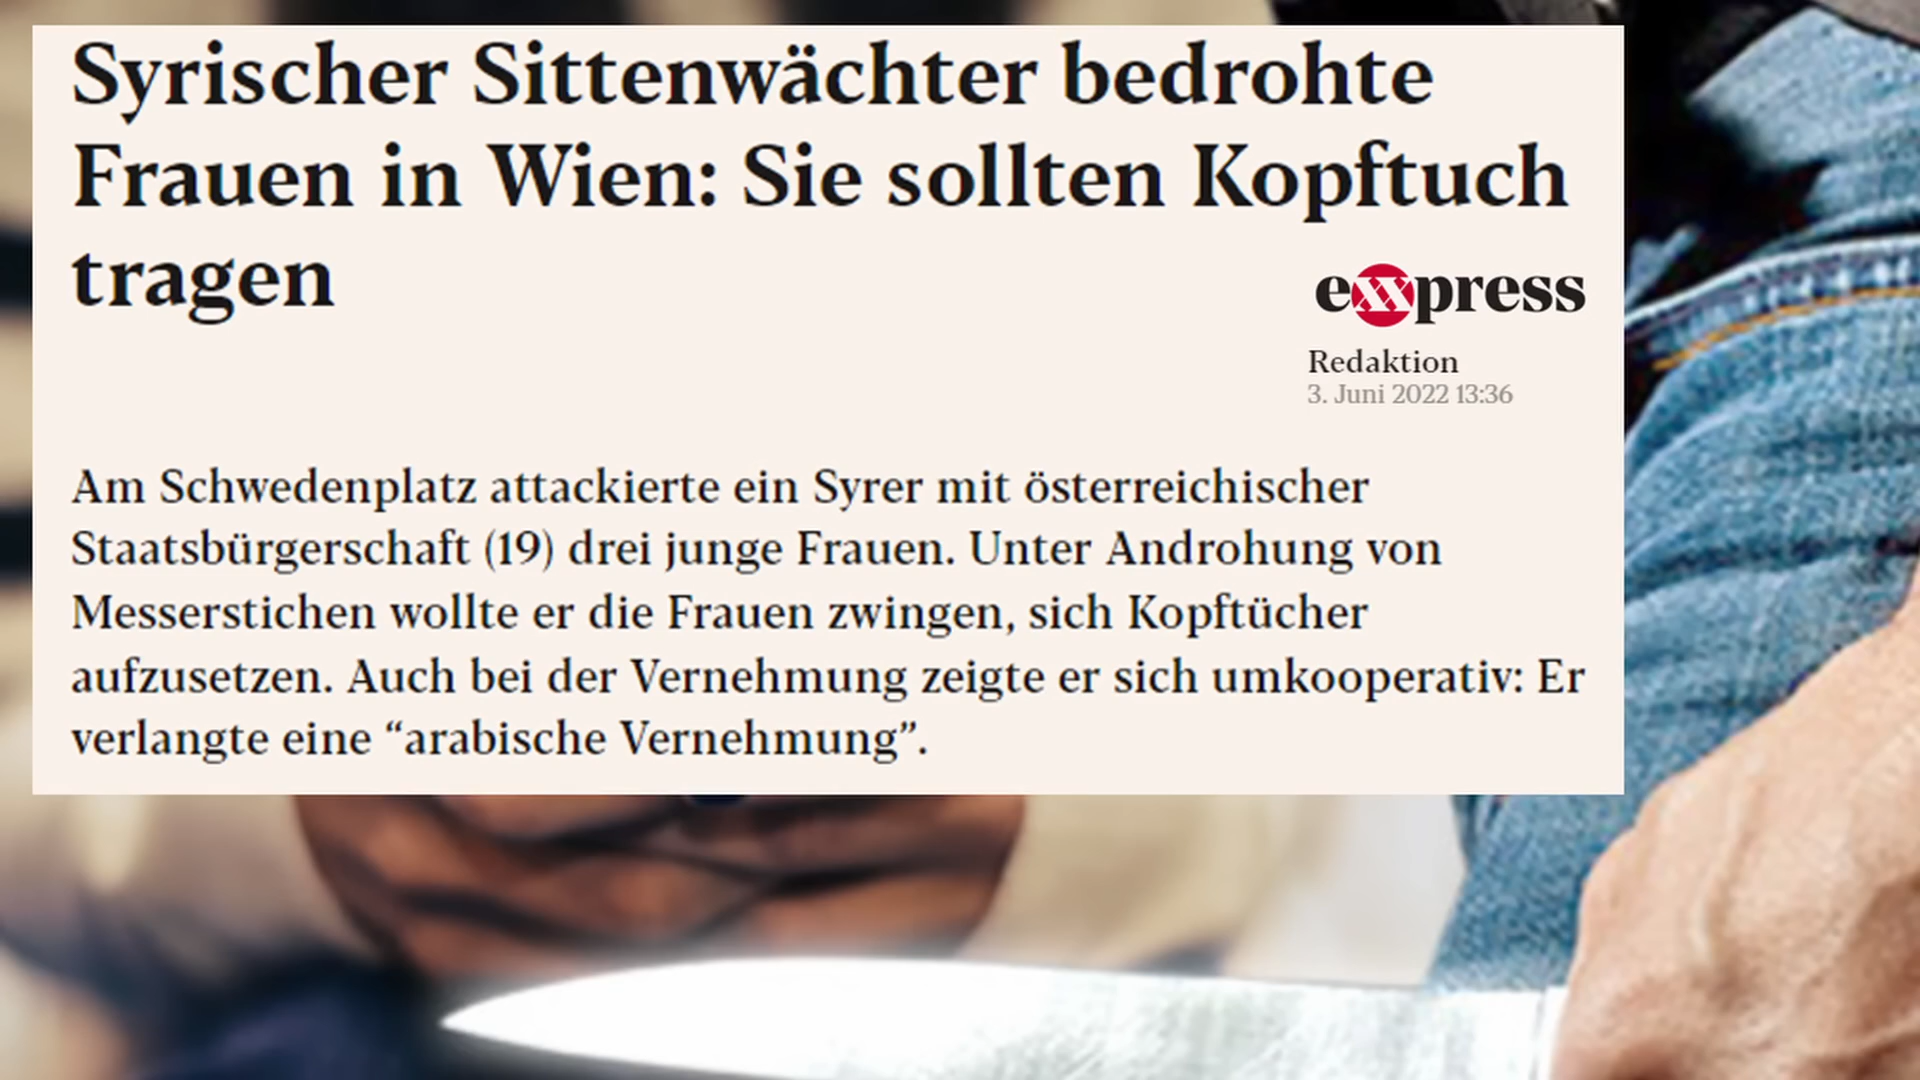 Syrischer Sittenwächter bedrohte
Frauen in Wien: Sie sollten Kopftuch
tragen
exxpress
Redaktion
3. Juni 2022 13:36
Am Schwedenplatz attackierte ein Syrer mit österreichischer
Staatsbürgerschaft (19) drei junge Frauen. Unter Androhung von
Messerstichen wollte er die Frauen zwingen, sich Kopftücher
aufzusetzen. Auch bei der Vernehmung zeigte er sich umkooperativ: Er
verlangte eine “arabische Vernehmung”.